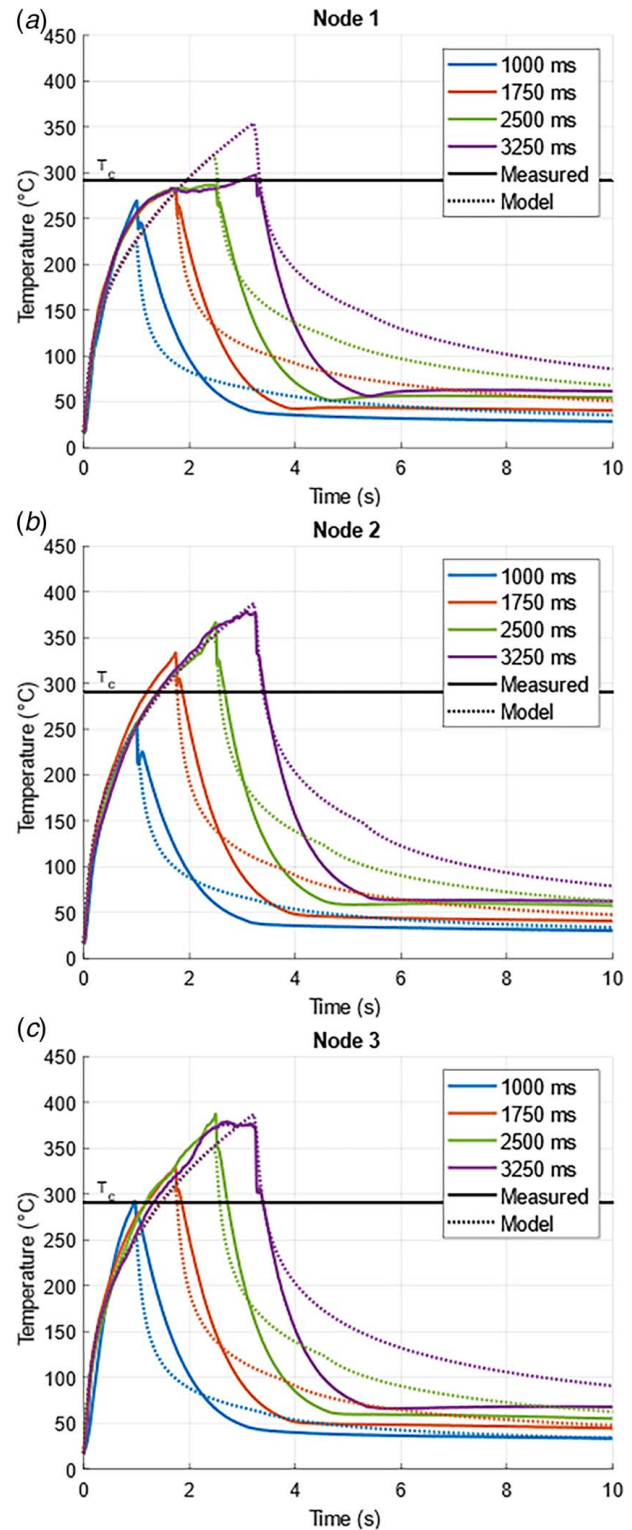 (a)
Node 1
450
400
350
300
250
200
150
100
50
0
Temperature (°C)
Tc
1000 ms
1750 ms
2500 ms
3250 ms
Measured
Model
0 2 4 6 8 10
Time (s)
(b)
Node 2
450
400
350
300
250
200
150
100
50
0
Temperature (°C)
Tc
1000 ms
1750 ms
2500 ms
3250 ms
Measured
Model
0 2 4 6 8 10
Time (s)
(c)
Node 3
450
400
350
300
250
200
150
100
50
0
Temperature (°C)
Tc
1000 ms
1750 ms
2500 ms
3250 ms
Measured
Model
0 2 4 6 8 10
Time (s)